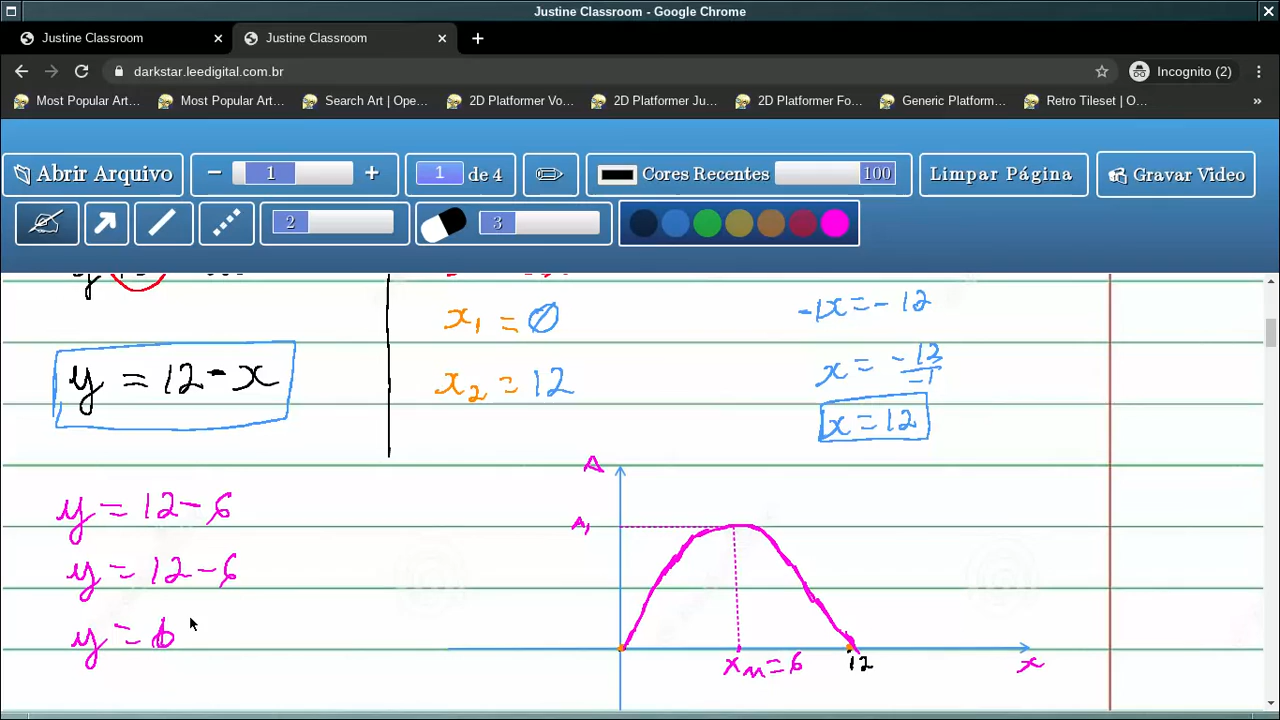 Justine Classroom - Google Chrome
Justine Classroom
Justine Classroom
darkstar.leedigital.com.br
Incognito (2)
Most Popular Art...
Most Popular Art...
Search Art | Ope...
2D Platformer Vo...
2D Platformer Ju...
2D Platformer Fo...
Generic Platform...
Retro Tileset | O...
Abrir Arquivo
− 1 +
1 de 4
Cores Recentes 100
Limpar Página
Gravar Video
2
3
y = 12 - x
x₁ = 0
x₂ = 12
-1x = - 12
x = -12/-1
x = 12
y = 12 - 6
y = 12 - 6
y = 6
A
A₁
xₘ = 6
12
x